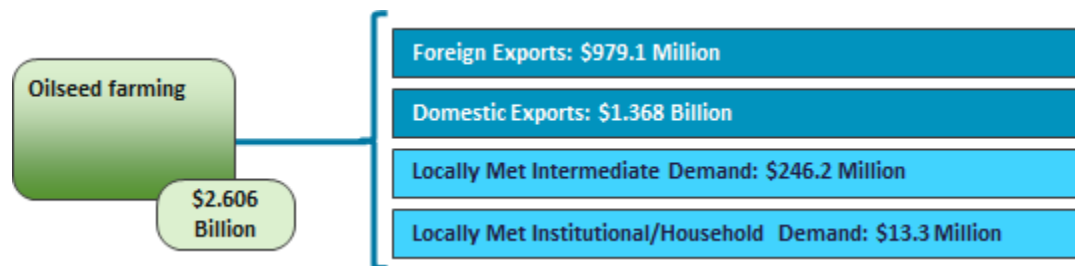 Oilseed farming
$2.606
Billion
Foreign Exports: $979.1 Million
Domestic Exports: $1.368 Billion
Locally Met Intermediate Demand: $246.2 Million
Locally Met Institutional/Household Demand: $13.3 Million